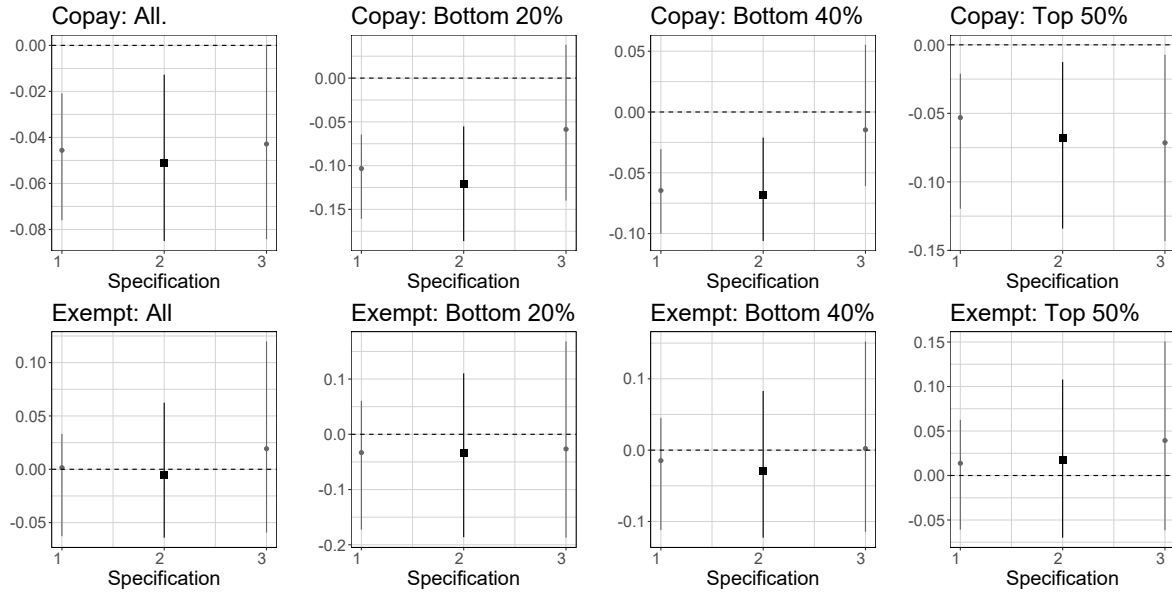 Copay: All.
0.00
-0.02
-0.04
-0.06
-0.08
1 2 3
Specification
Copay: Bottom 20%
0.00
-0.05
-0.10
-0.15
1 2 3
Specification
Copay: Bottom 40%
0.05
0.00
-0.05
-0.10
1 2 3
Specification
Copay: Top 50%
0.00
-0.05
-0.10
-0.15
1 2 3
Specification
Exempt: All
0.10
0.05
0.00
-0.05
1 2 3
Specification
Exempt: Bottom 20%
0.1
0.0
-0.1
-0.2
1 2 3
Specification
Exempt: Bottom 40%
0.1
0.0
-0.1
1 2 3
Specification
Exempt: Top 50%
0.15
0.10
0.05
0.00
-0.05
1 2 3
Specification